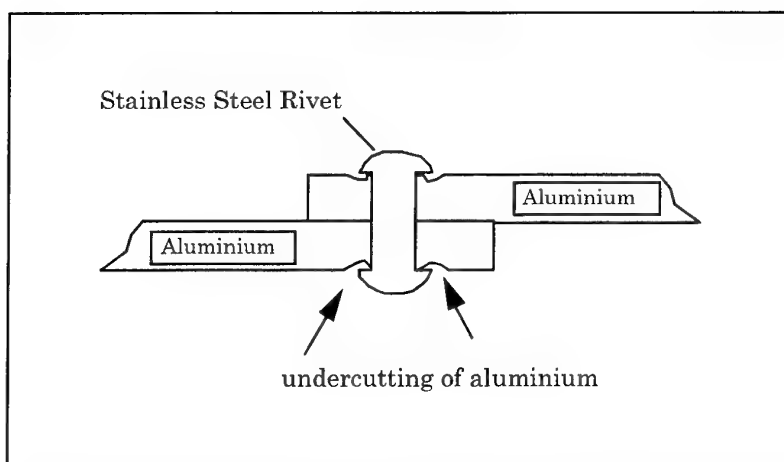 Stainless Steel Rivet
Aluminium
Aluminium
undercutting of aluminium